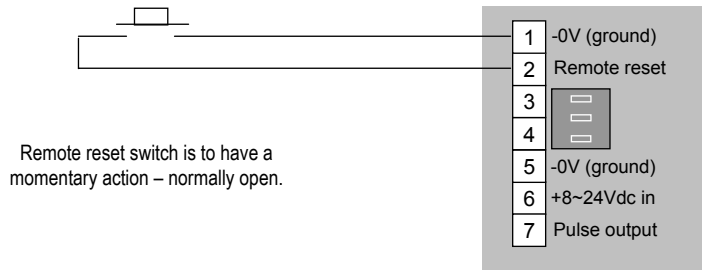 1 -0V (ground)
2 Remote reset
3
4
5 -0V (ground)
6 +8~24Vdc in
7 Pulse output
Remote reset switch is to have a
momentary action – normally open.